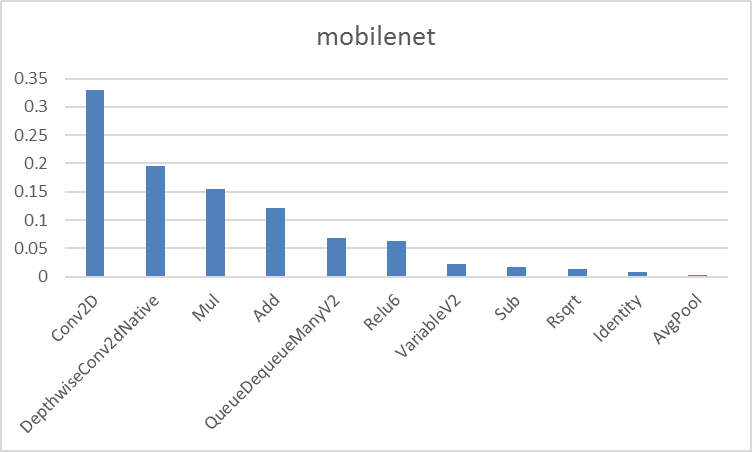 mobilenet
0.35
0.3
0.25
0.2
0.15
0.1
0.05
0
Conv2D
DepthwiseConv2dNative
Mul
Add
QueueDequeueManyV2
Relu6
VariableV2
Sub
Rsqrt
Identity
AvgPool